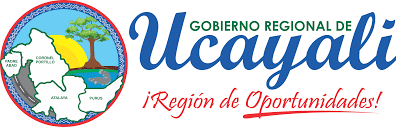 GOBIERNO REGIONAL DE
Ucayali
¡Región de Oportunidades!
PADRE
ABAD
CORONEL
PORTILLO
ATALAYA
PURUS